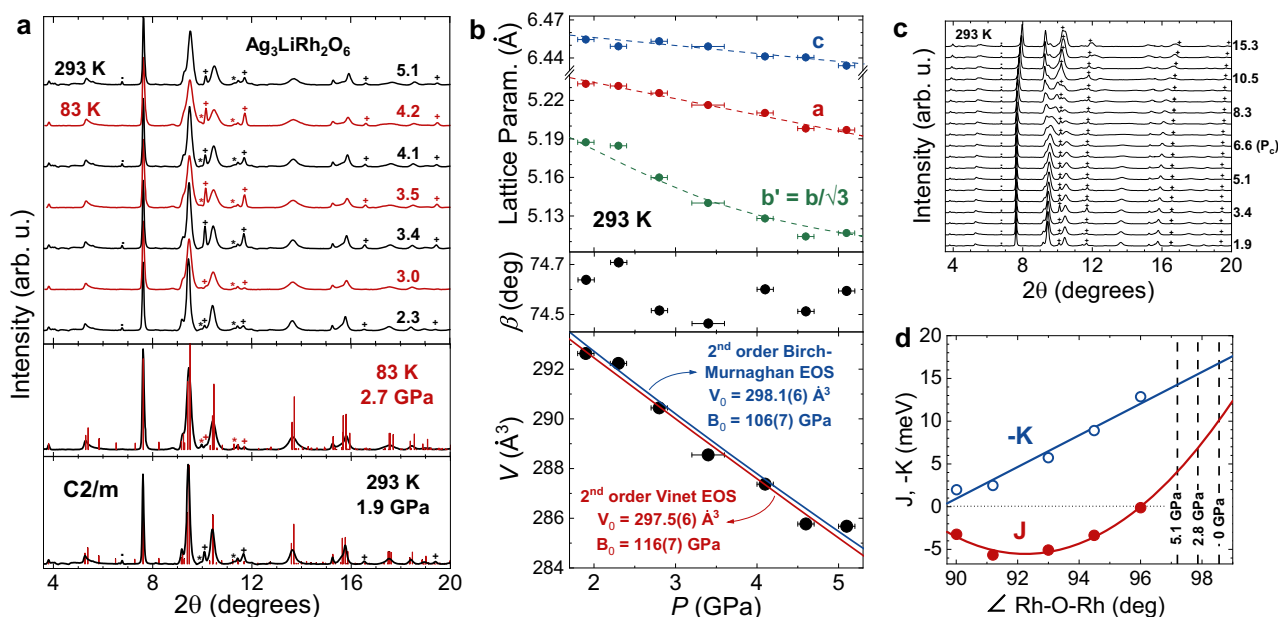 a
Ag3LiRh2O6
293 K
5.1
83 K
4.2
4.1
3.5
3.4
3.0
2.3
83 K
2.7 GPa
C2/m
293 K
1.9 GPa
Intensity (arb. u.)
4 6 8 10 12 14 16 18 20
2θ (degrees)
b
6.47
6.44
5.22
5.19
5.16
5.13
Lattice Param. Å
c
a
b' = b/√3
293 K
74.7
74.5
β (deg)
292
290
288
286
284
V (Å³)
2nd order Birch-
Murnaghan EOS
V0 = 298.1(6) Å³
B0 = 106(7) GPa
2nd order Vinet EOS
V0 = 297.5(6) Å³
B0 = 116(7) GPa
2 3 4 5
P (GPa)
c
293 K
15.3
10.5
8.3
6.6 (Pc)
5.1
3.4
1.9
Intensity (arb. u.)
4 6 8 10 12 14 16 18 20
2θ (degrees)
d
20
15
10
5
0
-5
J, -K (meV)
-K
J
5.1 GPa
2.8 GPa
~ 0 GPa
90 92 94 96 98
∠ Rh-O-Rh (deg)